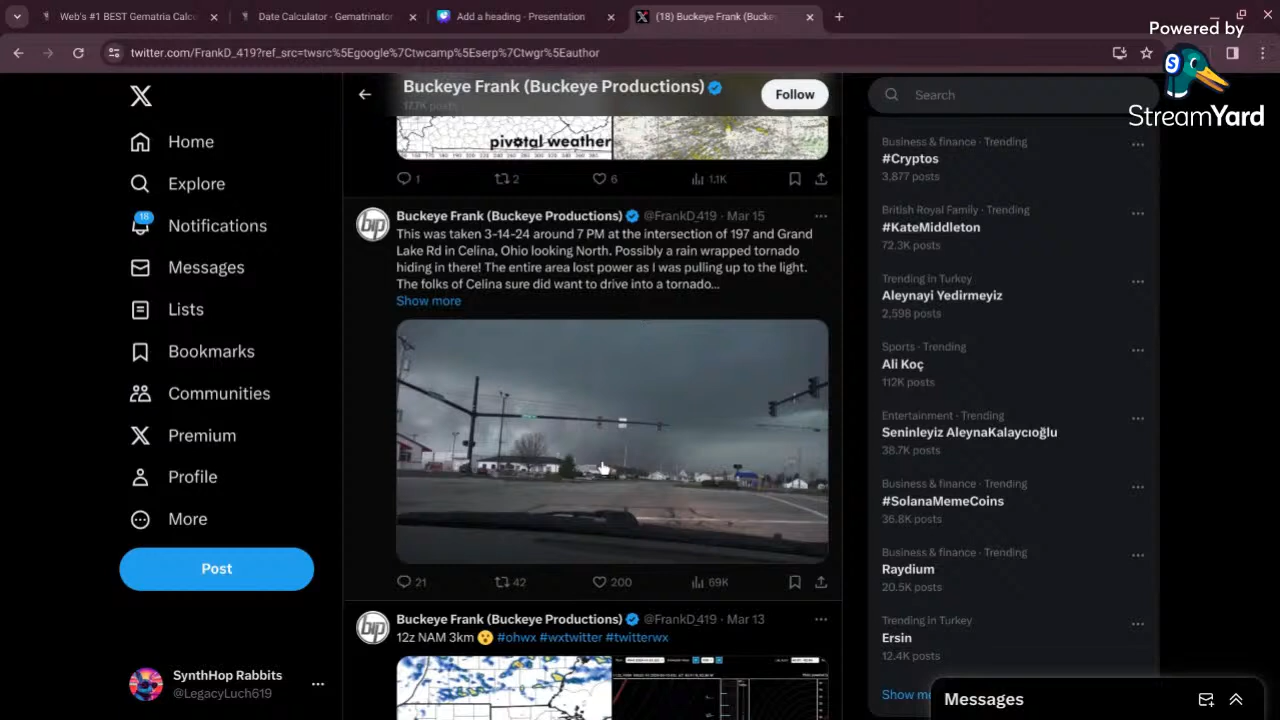 Web's #1 BEST Gematria Calcu
Date Calculator - Gematrinator
Add a heading - Presentation
(18) Buckeye Frank (Bucke
twitter.com/FrankD_419?ref_src=twsrc%5Egoogle%7Ctwcamp%5Eserp%7Ctwgr%5Eauthor
Powered by
StreamYard
Home
Explore
18
Notifications
Messages
Lists
Bookmarks
Communities
Premium
Profile
More
Post
SynthHop Rabbits
@LegacyLuch619
Buckeye Frank (Buckeye Productions)
17.7K posts
Follow
pivotal weather
1
2
6
1.1K
Buckeye Frank (Buckeye Productions) @FrankD_419 · Mar 15
This was taken 3-14-24 around 7 PM at the intersection of 197 and Grand
Lake Rd in Celina, Ohio looking North. Possibly a rain wrapped tornado
hiding in there! The entire area lost power as I was pulling up to the light.
The folks of Celina sure did want to drive into a tornado...
Show more
21
42
200
69K
Buckeye Frank (Buckeye Productions) @FrankD_419 · Mar 13
12z NAM 3km 😮 #ohwx #wxtwitter #twitterwx
Search
Business & finance · Trending
#Cryptos
3,877 posts
British Royal Family · Trending
#KateMiddleton
72.3K posts
Trending in Turkey
Aleynayi Yedirmeyiz
2,598 posts
Sports · Trending
Ali Koç
112K posts
Entertainment · Trending
Seninleyiz AleynaKalaycıoğlu
38.7K posts
Business & finance · Trending
#SolanaMemeCoins
36.8K posts
Business & finance · Trending
Raydium
20.5K posts
Trending in Turkey
Ersin
12.4K posts
Show m
Messages